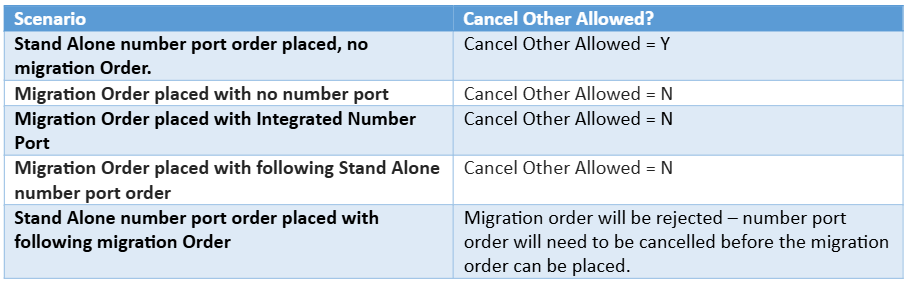 Scenario
Cancel Other Allowed?
Stand Alone number port order placed, no
migration Order.
Cancel Other Allowed = Y
Migration Order placed with no number port
Cancel Other Allowed = N
Migration Order placed with Integrated Number
Port
Cancel Other Allowed = N
Migration Order placed with following Stand Alone
number port order
Cancel Other Allowed = N
Stand Alone number port order placed with
following migration Order
Migration order will be rejected – number port
order will need to be cancelled before the migration
order can be placed.